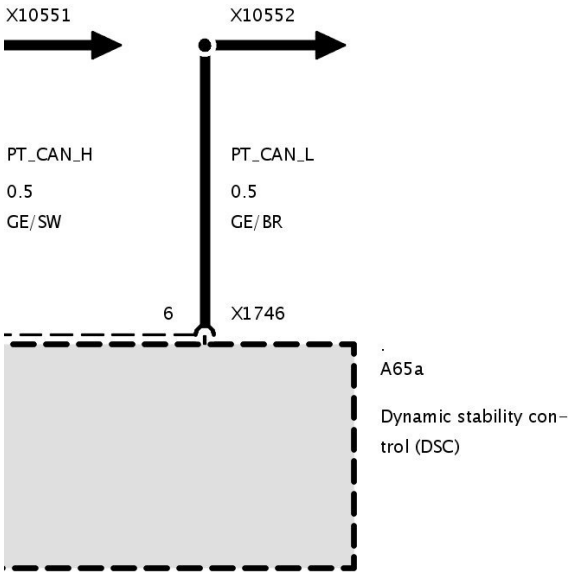 X10551
X10552
PT_CAN_H
PT_CAN_L
0.5
0.5
GE/SW
GE/BR
6
X1746
A65a
Dynamic stability con-
trol (DSC)